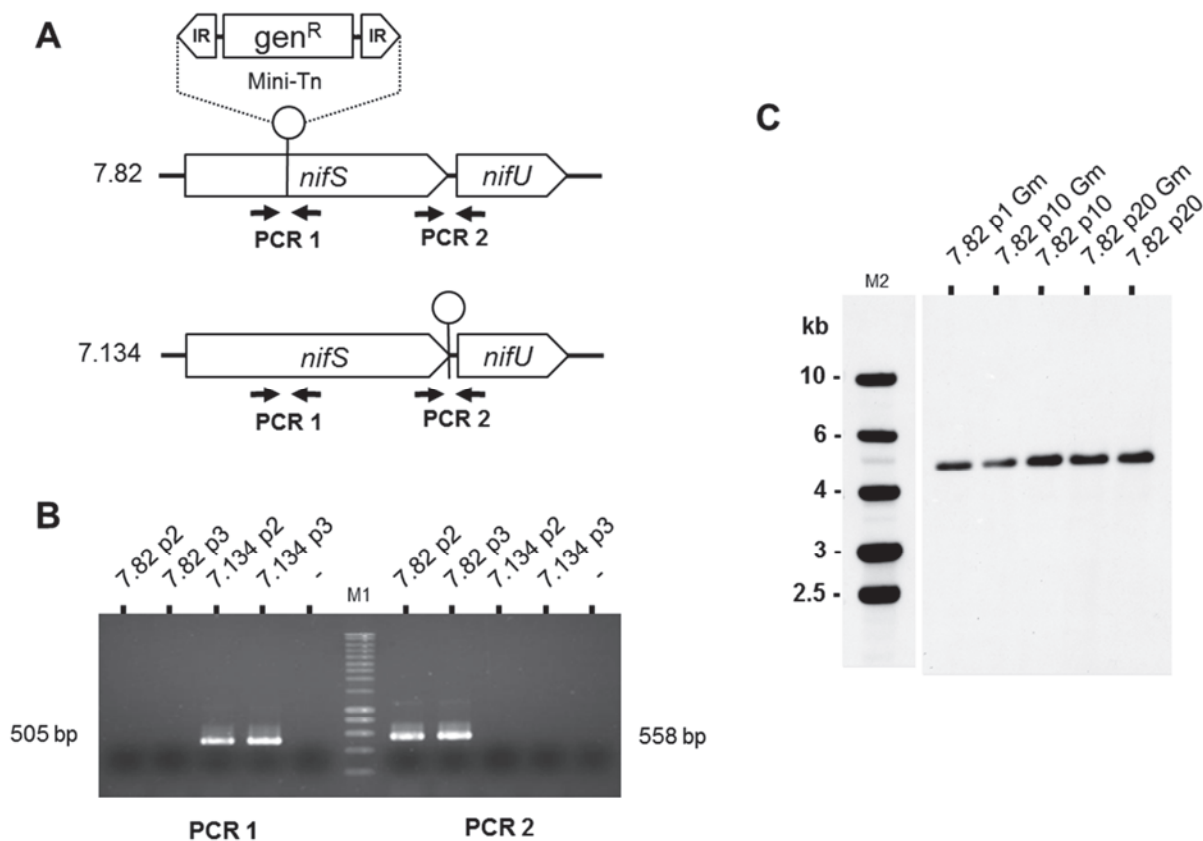 A
IR genᴿ IR
Mini-Tn
7.82 nifS nifU
PCR 1 PCR 2
7.134 nifS nifU
PCR 1 PCR 2
B
7.82 p2
7.82 p3
7.134 p2
7.134 p3
-
M1
7.82 p2
7.82 p3
7.134 p2
7.134 p3
-
505 bp
558 bp
PCR 1 PCR 2
C
7.82 p1 Gm
7.82 p10 Gm
7.82 p10
7.82 p20 Gm
7.82 p20
M2
kb
10 -
6 -
4 -
3 -
2.5 -